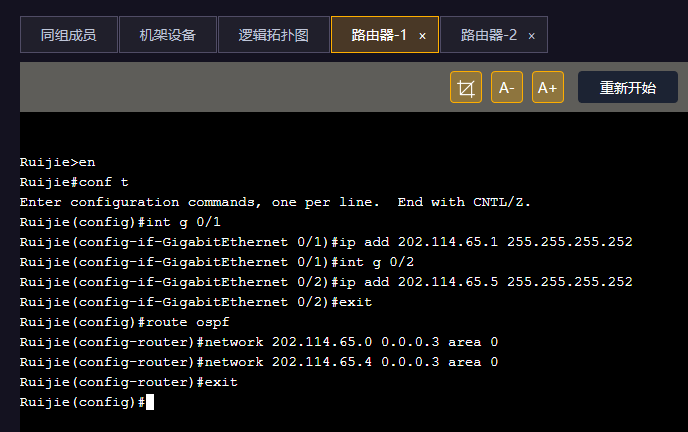 同组成员 机架设备 逻辑拓扑图 路由器-1 × 路由器-2 ×
A- A+ 重新开始
Ruijie>en
Ruijie#conf t
Enter configuration commands, one per line.  End with CNTL/Z.
Ruijie(config)#int g 0/1
Ruijie(config-if-GigabitEthernet 0/1)#ip add 202.114.65.1 255.255.255.252
Ruijie(config-if-GigabitEthernet 0/1)#int g 0/2
Ruijie(config-if-GigabitEthernet 0/2)#ip add 202.114.65.5 255.255.255.252
Ruijie(config-if-GigabitEthernet 0/2)#exit
Ruijie(config)#route ospf
Ruijie(config-router)#network 202.114.65.0 0.0.0.3 area 0
Ruijie(config-router)#network 202.114.65.4 0.0.0.3 area 0
Ruijie(config-router)#exit
Ruijie(config)#